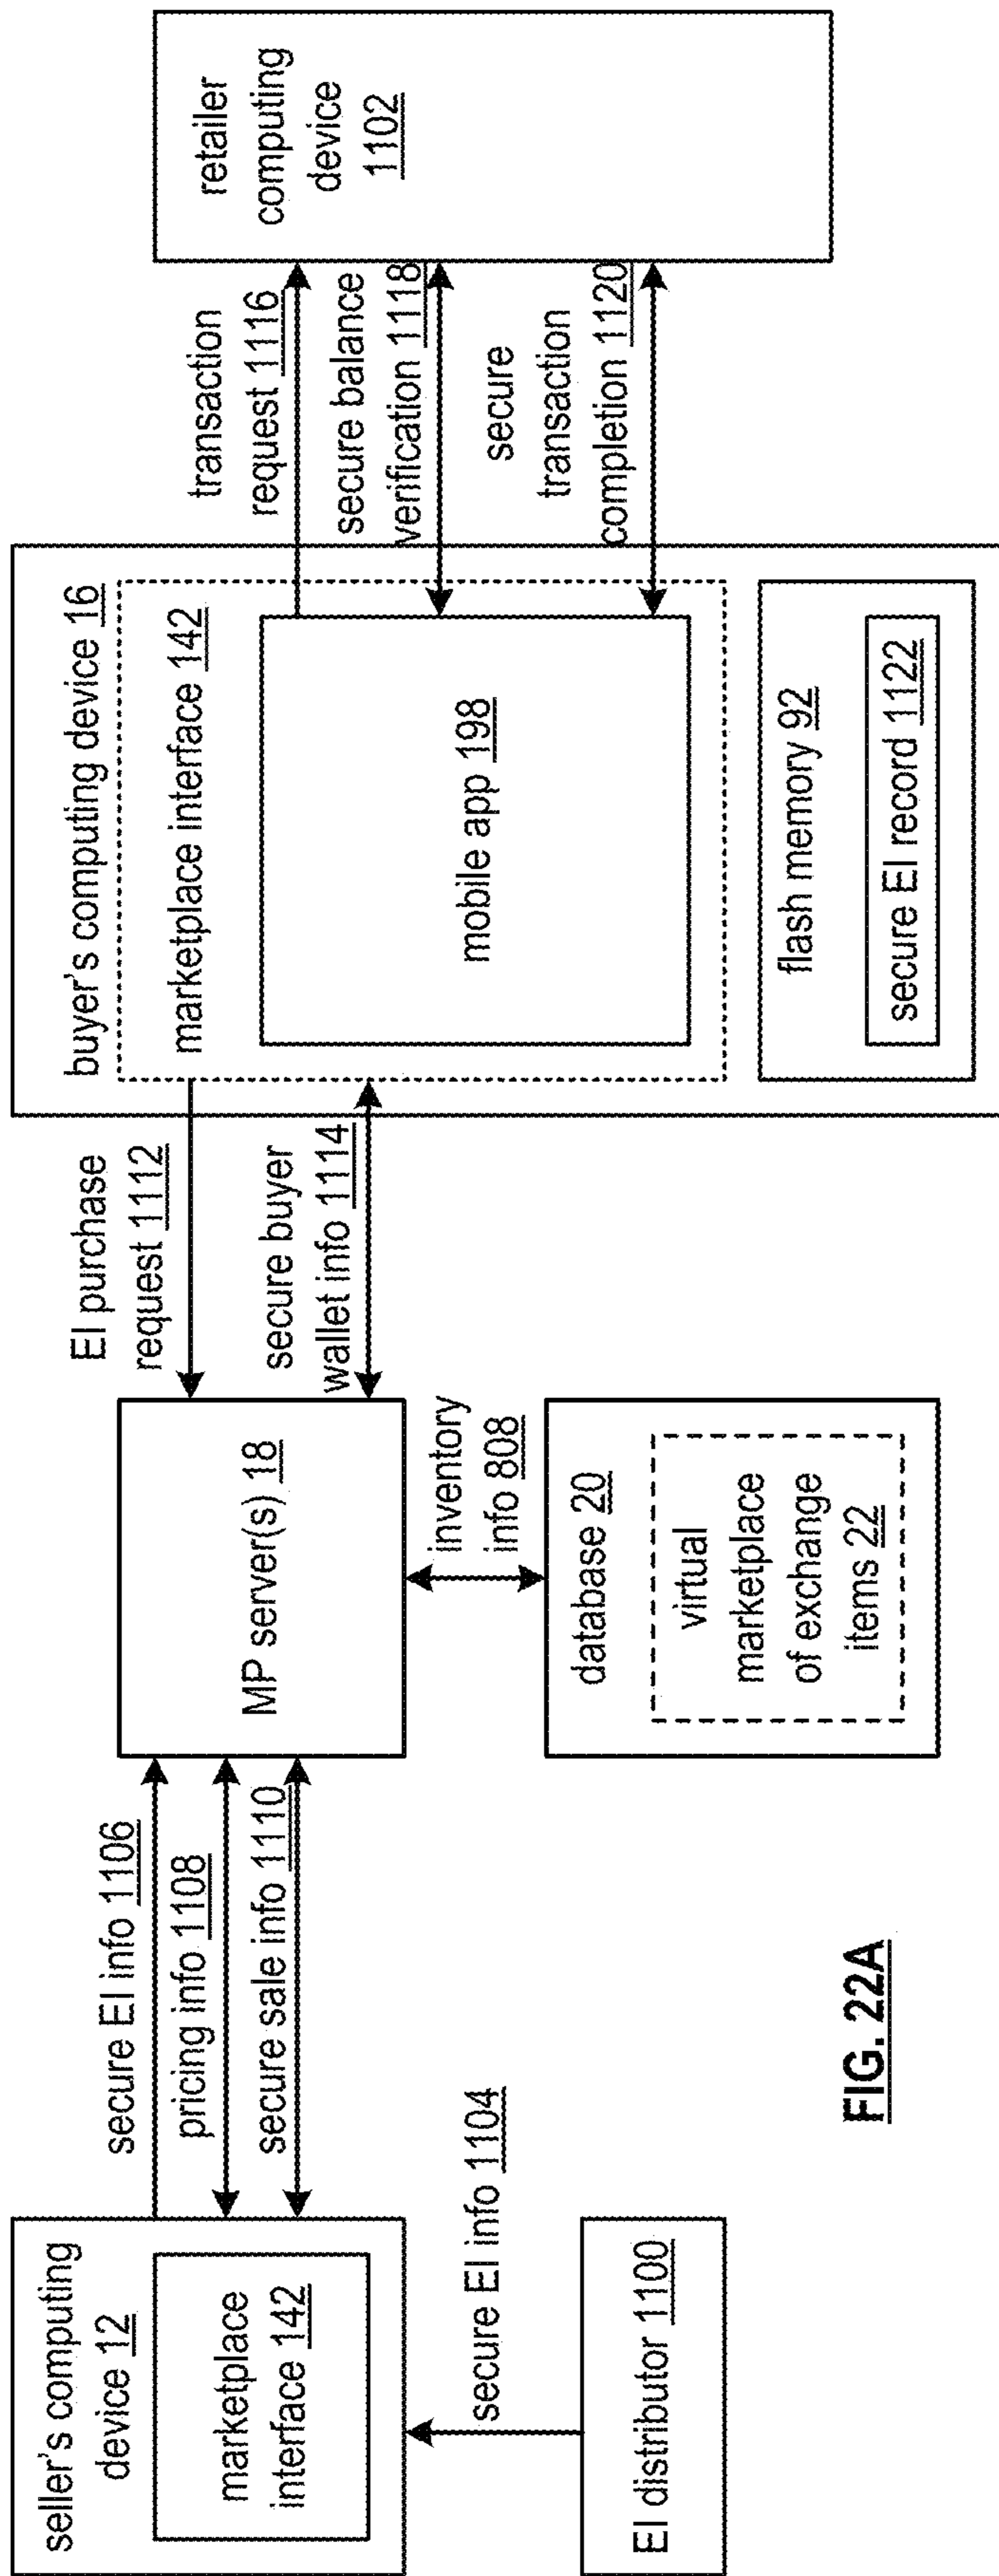 seller's computing
device 12
marketplace
interface 142
EI distributor 1100
secure EI info 1104
secure EI info 1106
pricing info 1108
secure sale info 1110
MP server(s) 18
inventory
info 808
database 20
virtual
marketplace
of exchange
items 22
EI purchase
request 1112
secure buyer
wallet info 1114
buyer's computing device 16
marketplace interface 142
mobile app 198
flash memory 92
secure EI record 1122
transaction
request 1116
secure balance
verification 1118
secure
transaction
completion 1120
retailer
computing
device
1102
FIG. 22A